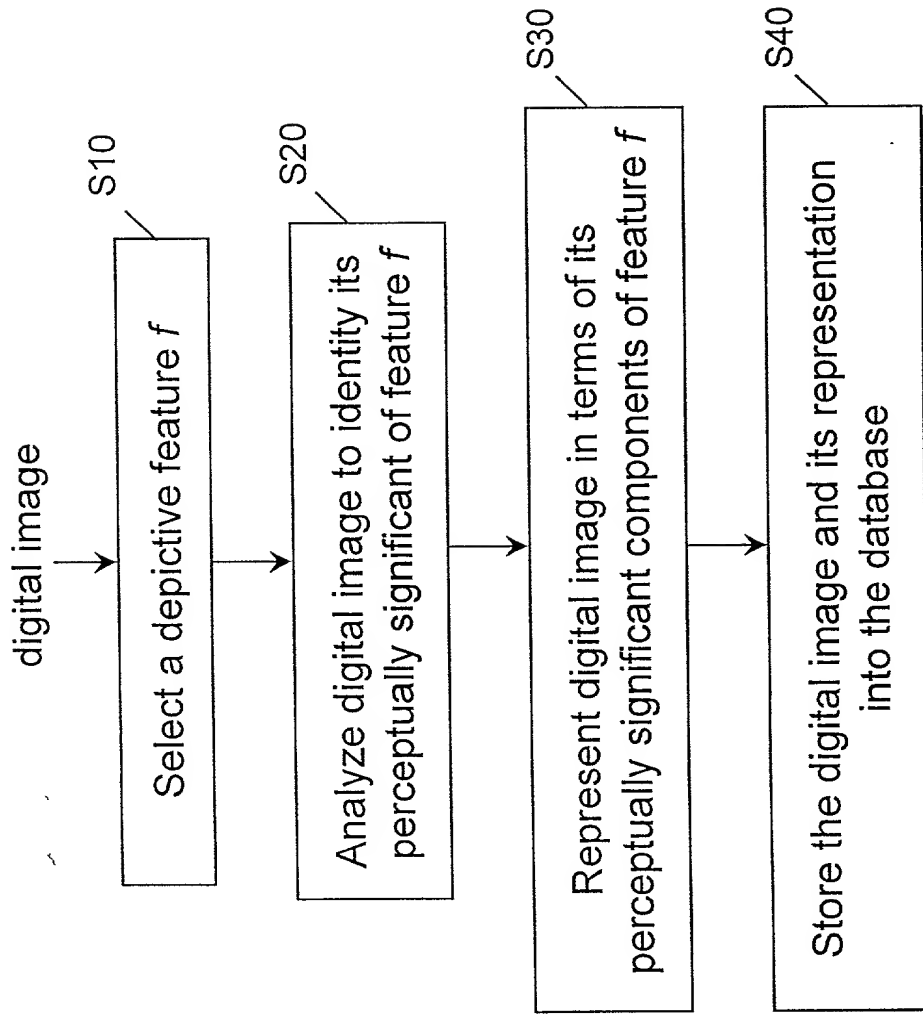 digital image
S10
Select a depictive feature f
S20
Analyze digital image to identity its
perceptually significant of feature f
S30
Represent digital image in terms of its
perceptually significant components of feature f
S40
Store the digital image and its representation
into the database